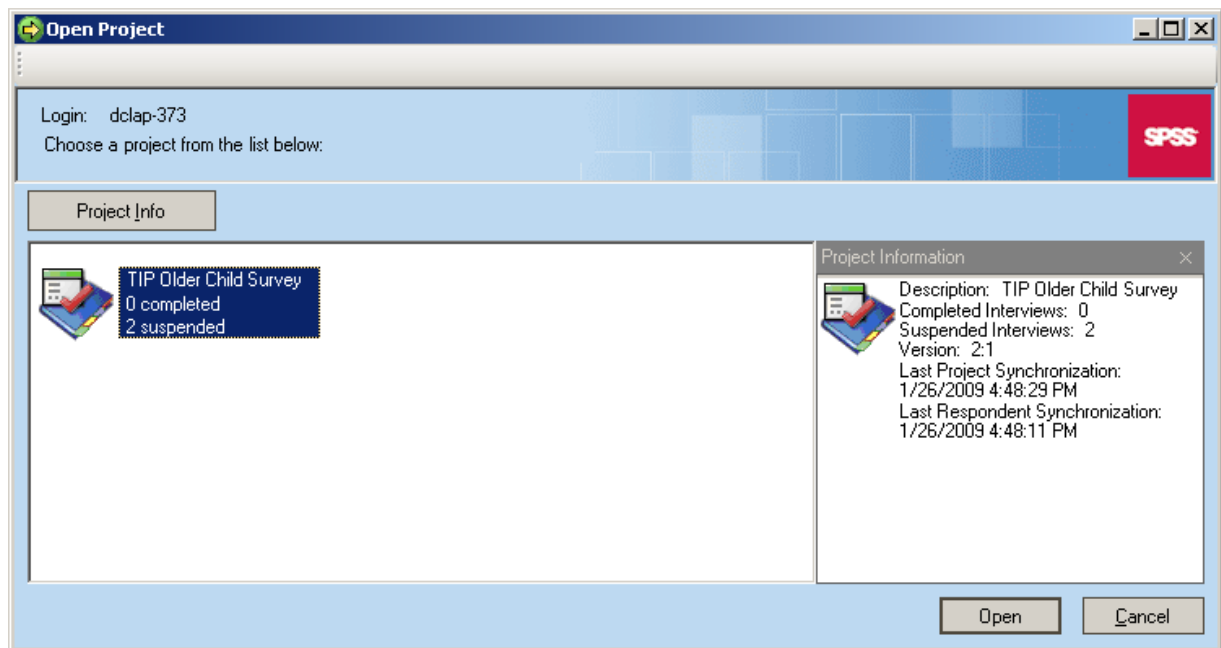 Open Project
Login: dclap-373
Choose a project from the list below:
SPSS
Project Info
TIP Older Child Survey
0 completed
2 suspended
Project Information
Description: TIP Older Child Survey
Completed Interviews: 0
Suspended Interviews: 2
Version: 2:1
Last Project Synchronization:
1/26/2009 4:48:29 PM
Last Respondent Synchronization:
1/26/2009 4:48:11 PM
Open
Cancel